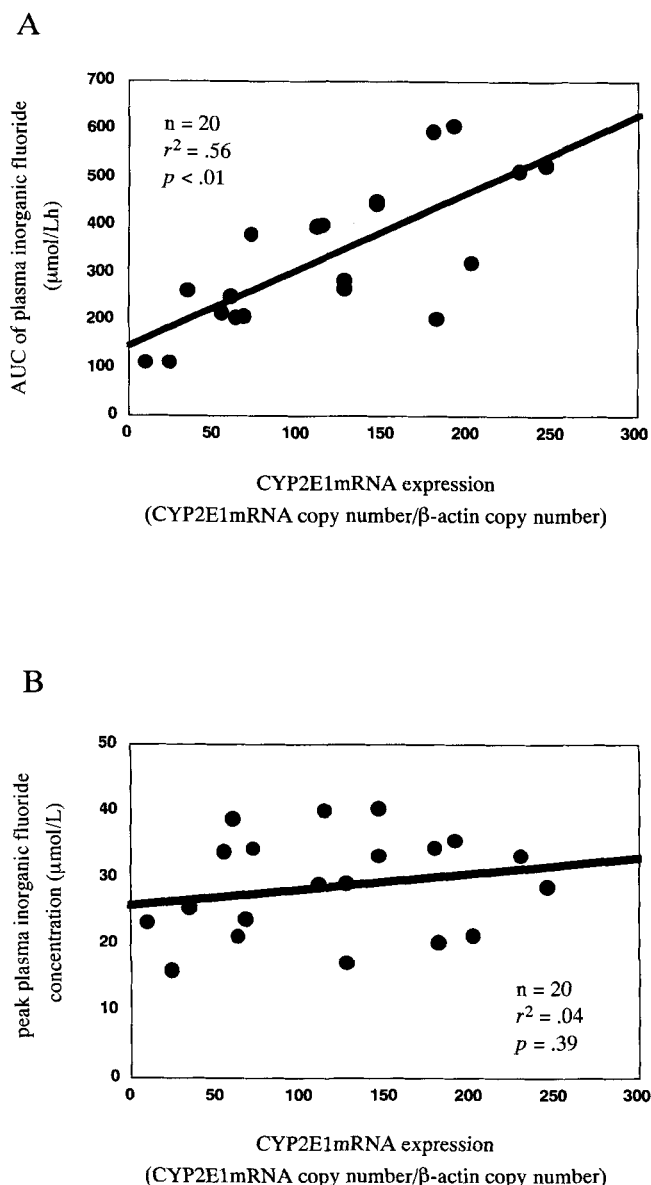 A
700
600
500
400
300
200
100
0
n = 20
r² = .56
p < .01
AUC of plasma inorganic fluoride
(μmol/Lh)
0 50 100 150 200 250 300
CYP2E1mRNA expression
(CYP2E1mRNA copy number/β-actin copy number)
B
50
40
30
20
10
0
n = 20
r² = .04
p = .39
peak plasma inorganic fluoride
concentration (μmol/L)
0 50 100 150 200 250 300
CYP2E1mRNA expression
(CYP2E1mRNA copy number/β-actin copy number)